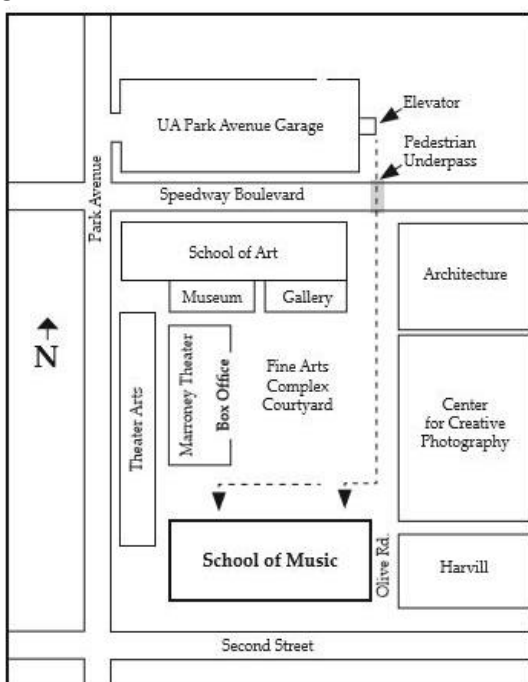 Elevator
UA Park Avenue Garage
Pedestrian
Underpass
Park Avenue
Speedway Boulevard
School of Art
Museum
Gallery
Architecture
N
Theater Arts
Marroney Theater
Box Office
Fine Arts
Complex
Courtyard
Center
for Creative
Photography
School of Music
Olive Rd.
Harvill
Second Street